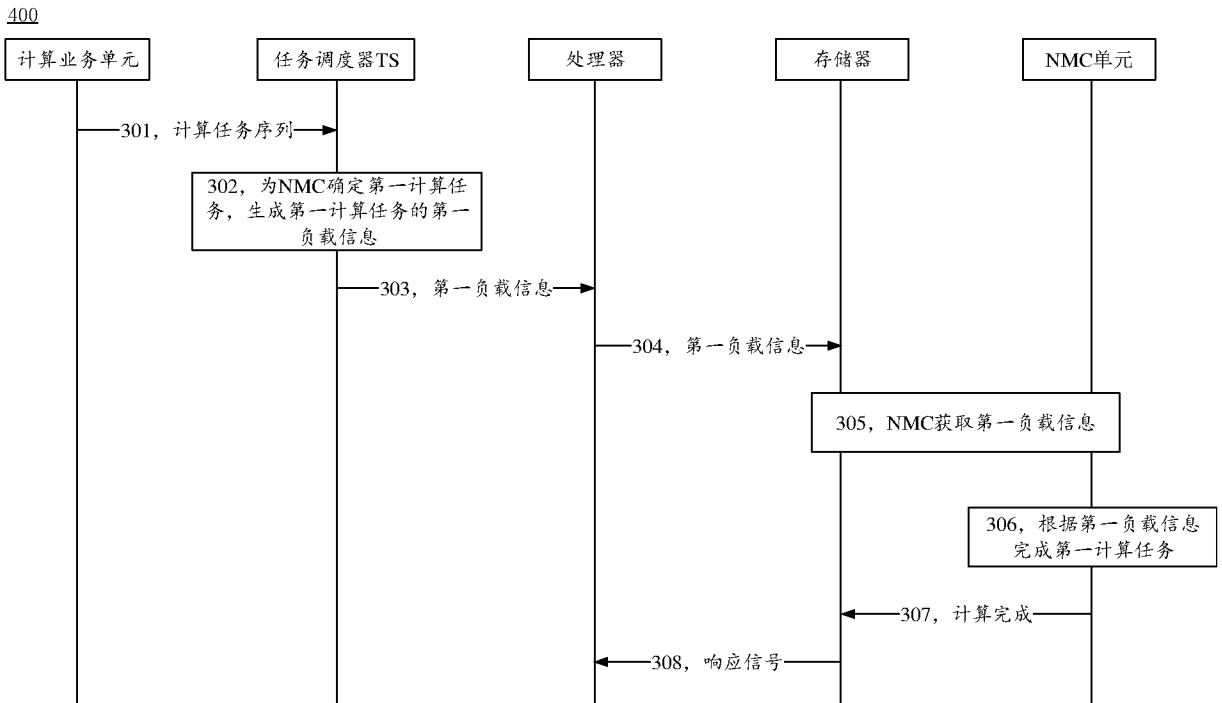 400
计算业务单元
任务调度器TS
处理器
存储器
NMC单元
301，计算任务序列
302，为NMC确定第一计算任
务，生成第一计算任务的第一
负载信息
303，第一负载信息
304，第一负载信息
305，NMC获取第一负载信息
306，根据第一负载信息
完成第一计算任务
307，计算完成
308，响应信号